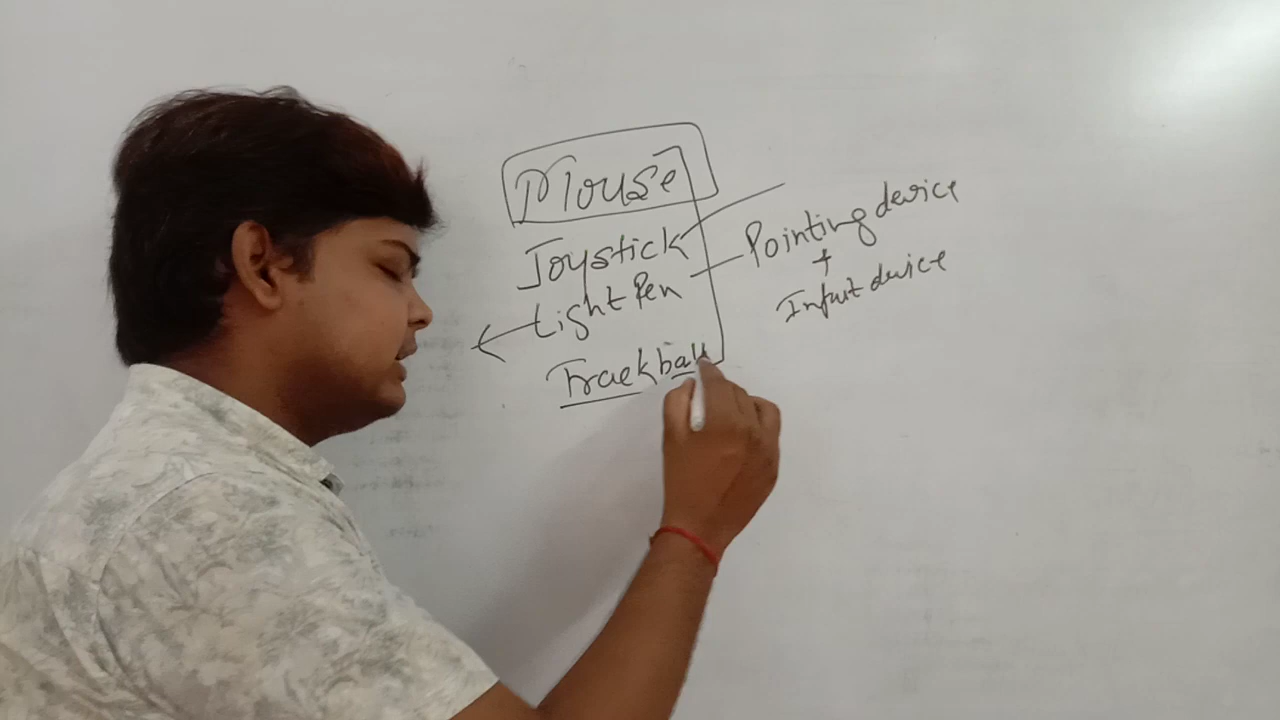 Mouse
Joystick
Light Pen
Trackball
Pointing device
+
Input device